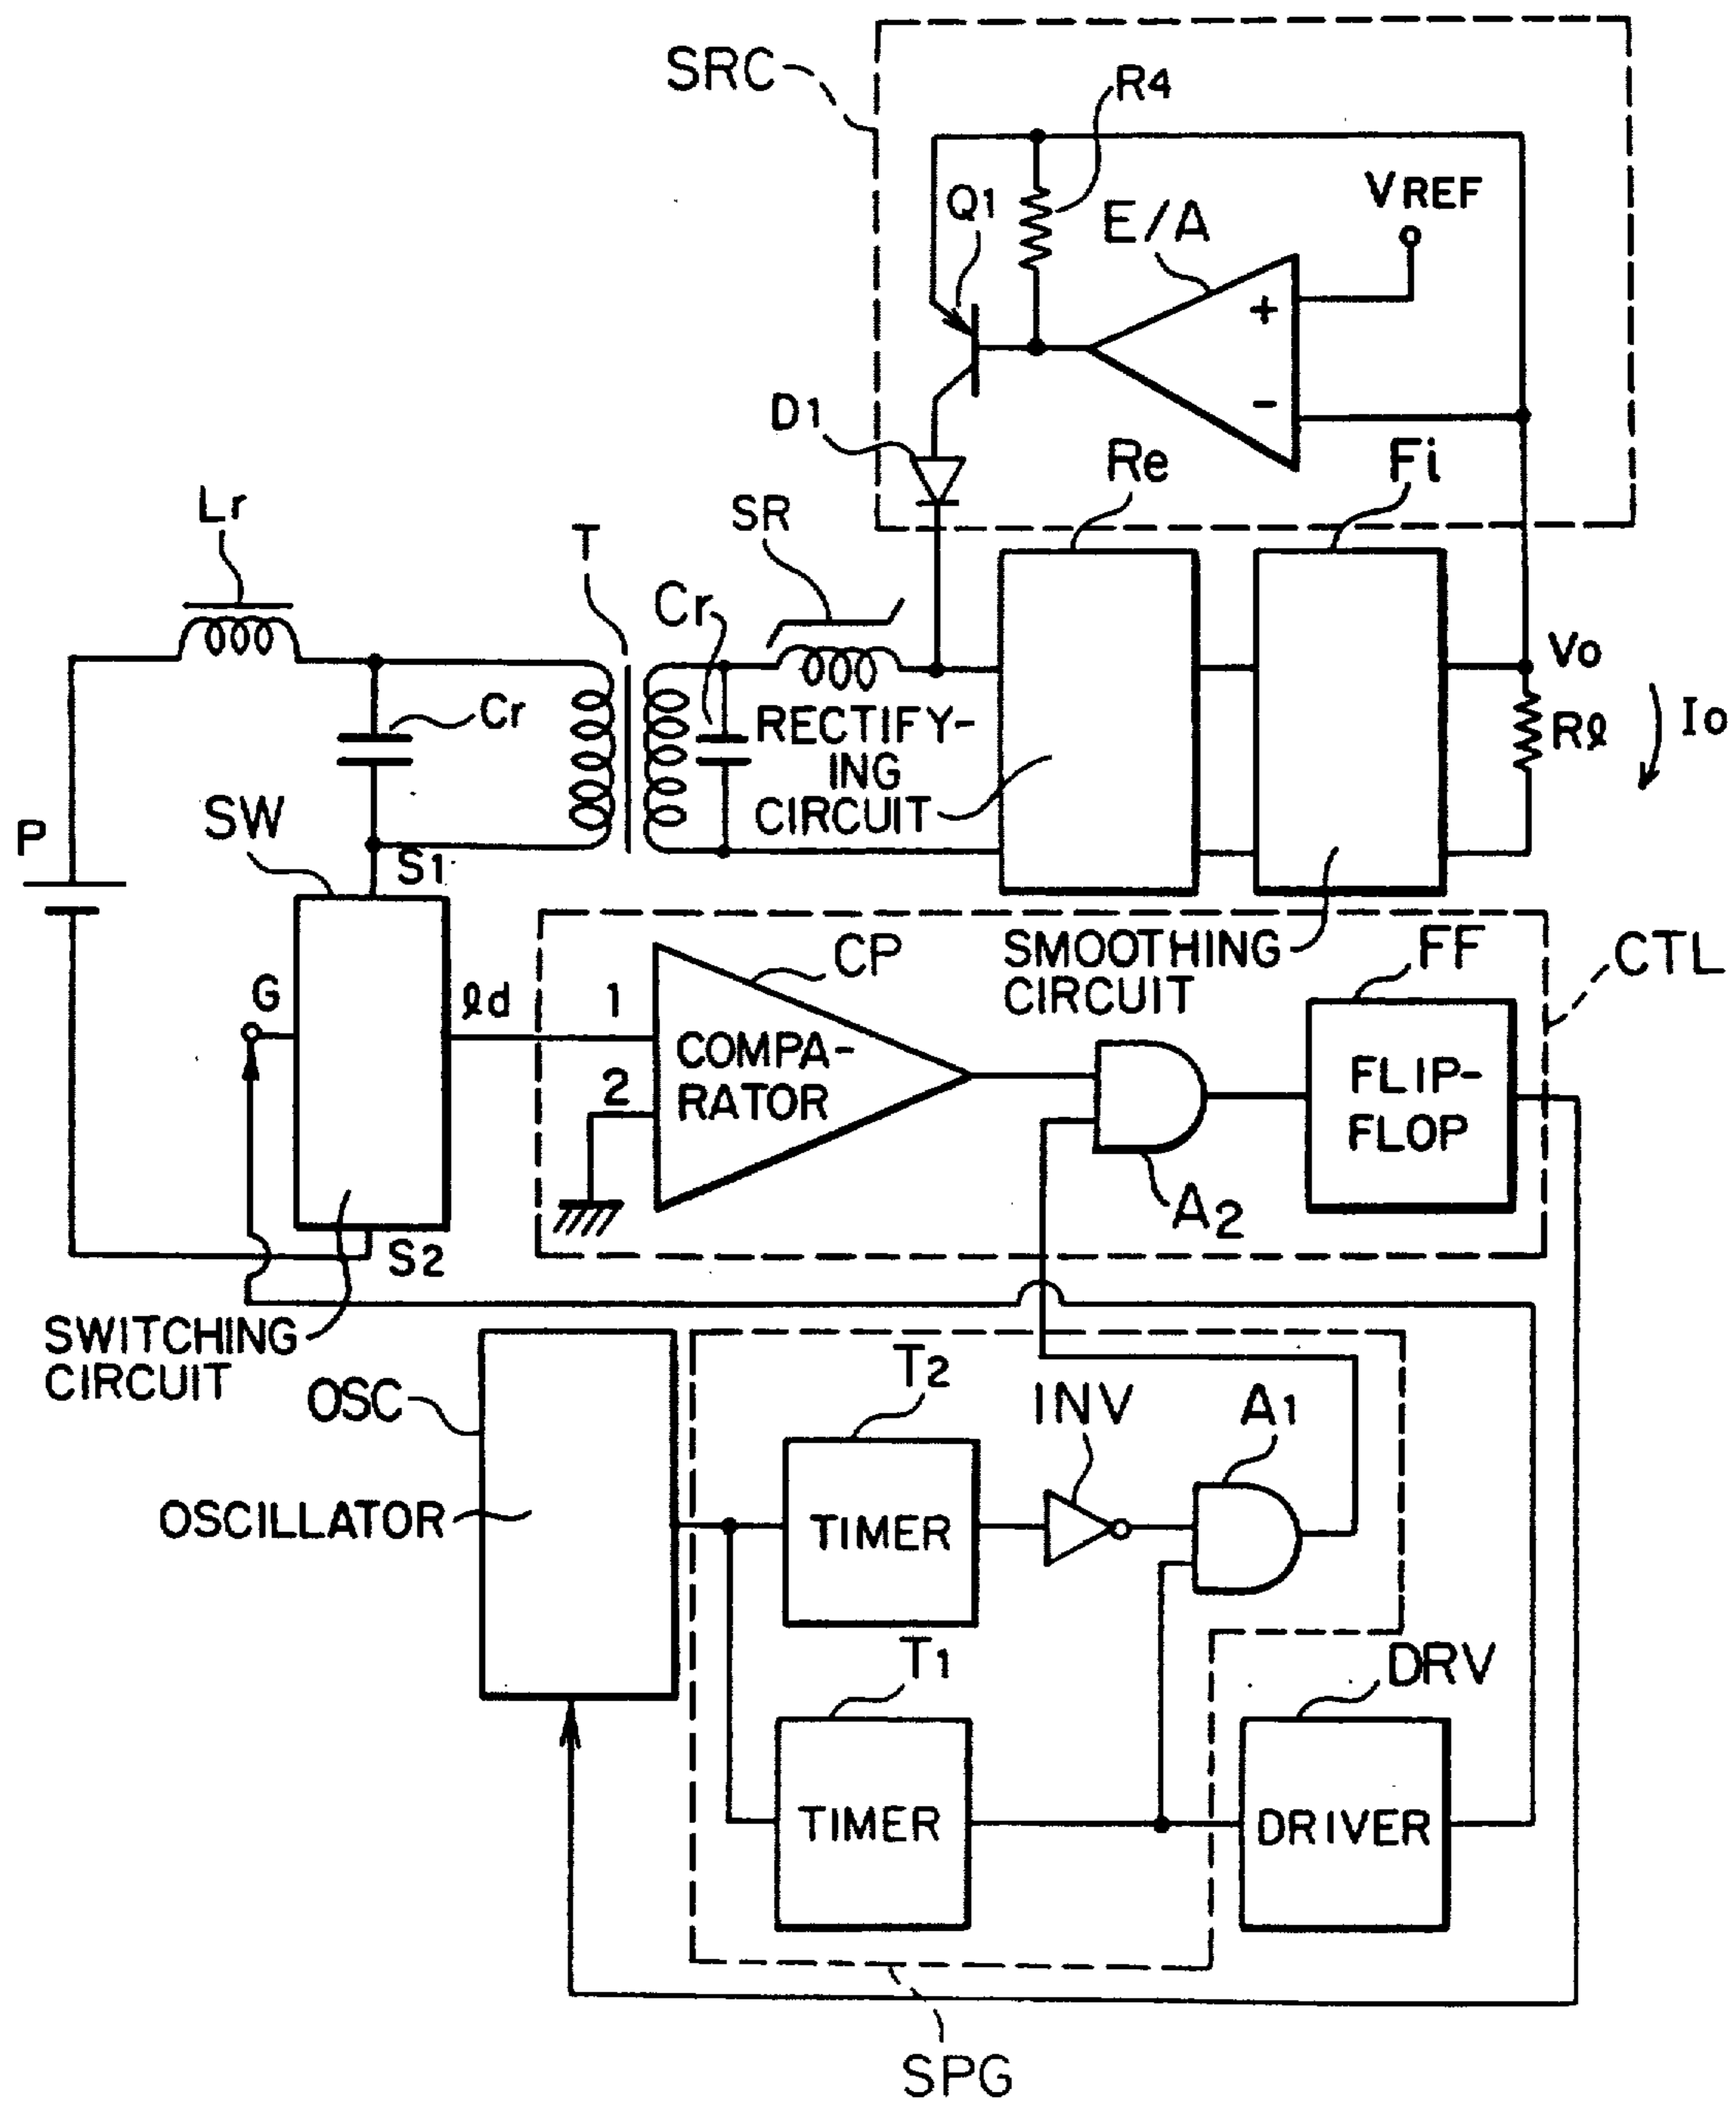 SRC
R4
Q1
E/A
VREF
+
-
D1
Re
Fi
Lr
T
SR
Cr
Cr
Vo
Rℓ
Io
RECTIFY-
ING
CIRCUIT
P
SW
S1
G
ℓd
1
2
CP
COMPA-
RATOR
SMOOTHING
CIRCUIT
FF
CTL
FLIP-
FLOP
A2
S2
SWITCHING
CIRCUIT
OSC
OSCILLATOR
T2
INV
A1
TIMER
T1
DRV
TIMER
DRIVER
SPG